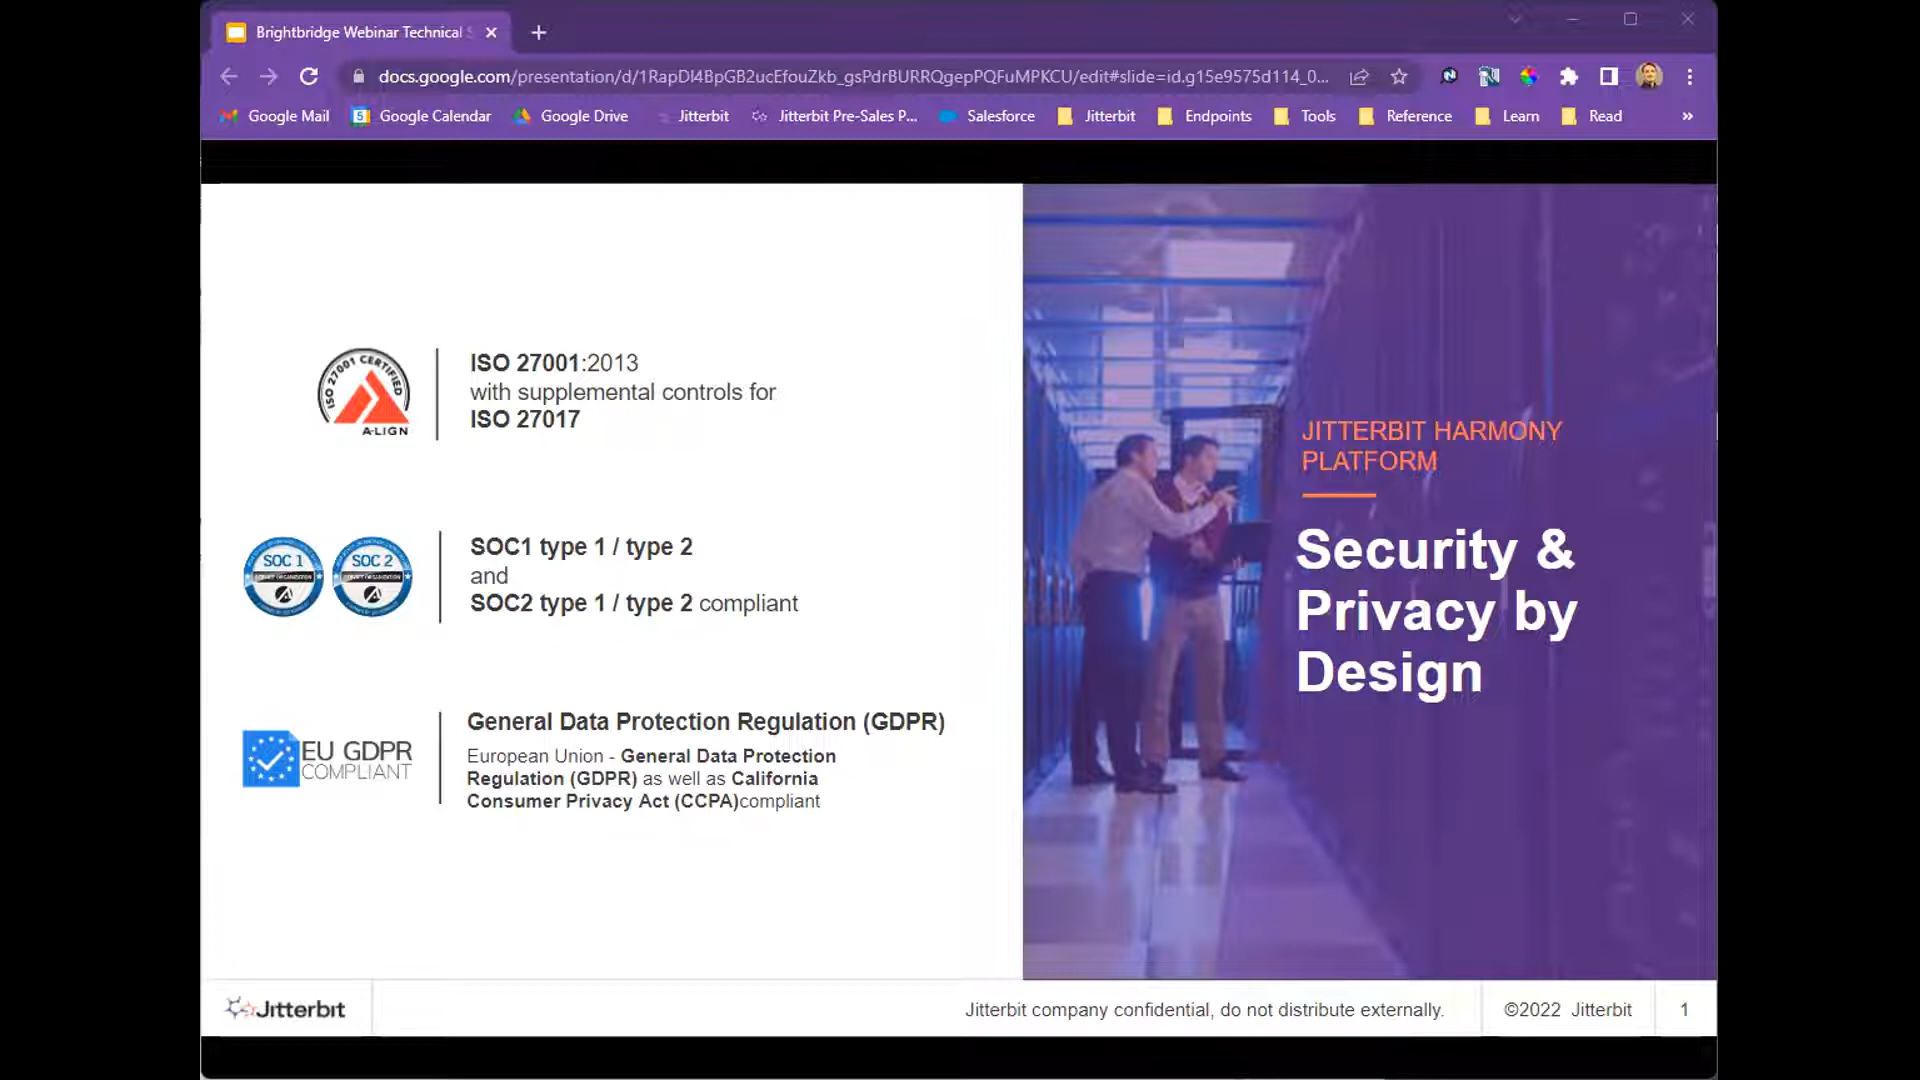 Brightbridge Webinar Technical
docs.google.com/presentation/d/1RapDl4BpGB2ucEfouZkb_gsPdrBURRQgepPQFuMPKCU/edit#slide=id.g15e9575d114_0...
Google Mail
5
Google Calendar
Google Drive
Jitterbit
Jitterbit Pre-Sales P...
Salesforce
Jitterbit
Endpoints
Tools
Reference
Learn
Read
»
ISO 27001 CERTIFIED
A-LIGN
ISO 27001:2013
with supplemental controls for
ISO 27017
SOC 1
SOC 2
SOC1 type 1 / type 2
and
SOC2 type 1 / type 2 compliant
EU GDPR
COMPLIANT
General Data Protection Regulation (GDPR)
European Union - General Data Protection
Regulation (GDPR) as well as California
Consumer Privacy Act (CCPA)compliant
JITTERBIT HARMONY
PLATFORM
Security &
Privacy by
Design
Jitterbit
Jitterbit company confidential, do not distribute externally.
©2022 Jitterbit
1